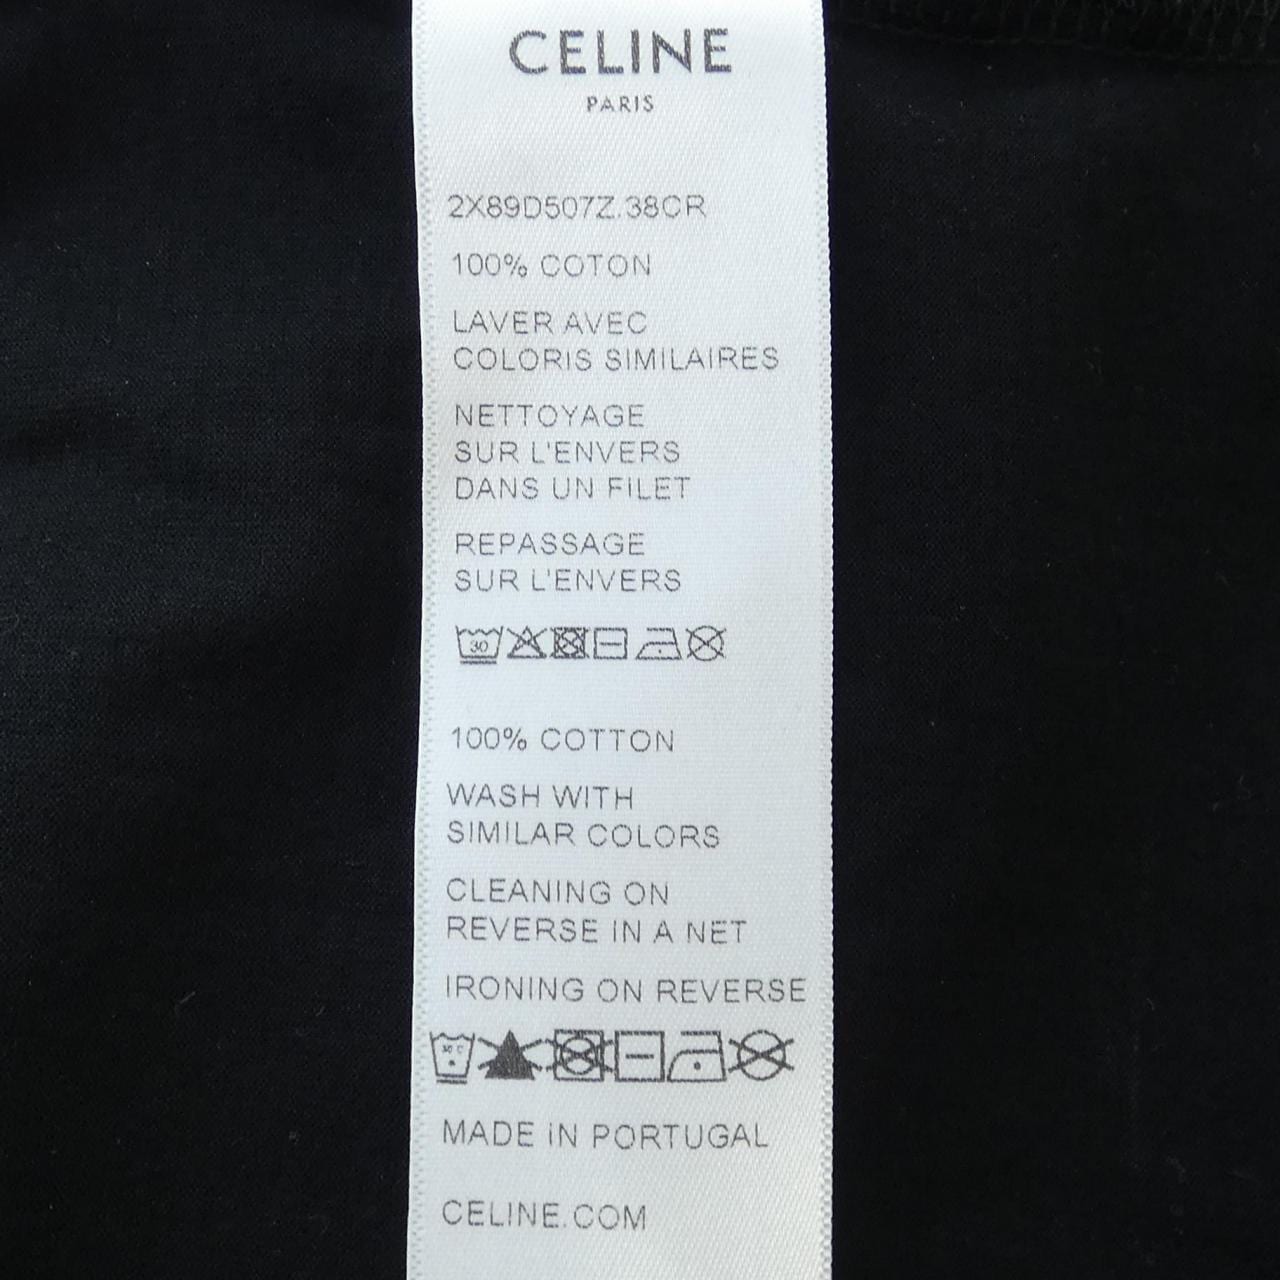 CELINE
PARIS
2X89D507Z.38CR
100% COTON
LAVER AVEC
COLORIS SIMILAIRES
NETTOYAGE
SUR L'ENVERS
DANS UN FILET
REPASSAGE
SUR L'ENVERS
30
100% COTTON
WASH WITH
SIMILAR COLORS
CLEANING ON
REVERSE IN A NET
IRONING ON REVERSE
MADE IN PORTUGAL
CELINE.COM